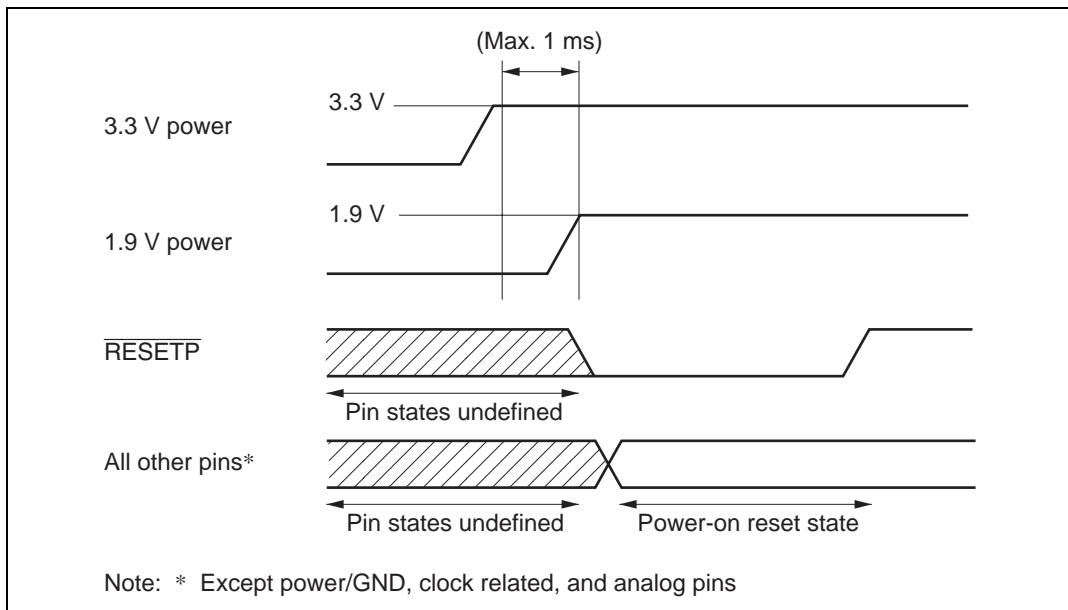 (Max. 1 ms)
3.3 V
3.3 V power
1.9 V
1.9 V power
RESETP
Pin states undefined
All other pins*
Pin states undefined
Power-on reset state
Note: * Except power/GND, clock related, and analog pins